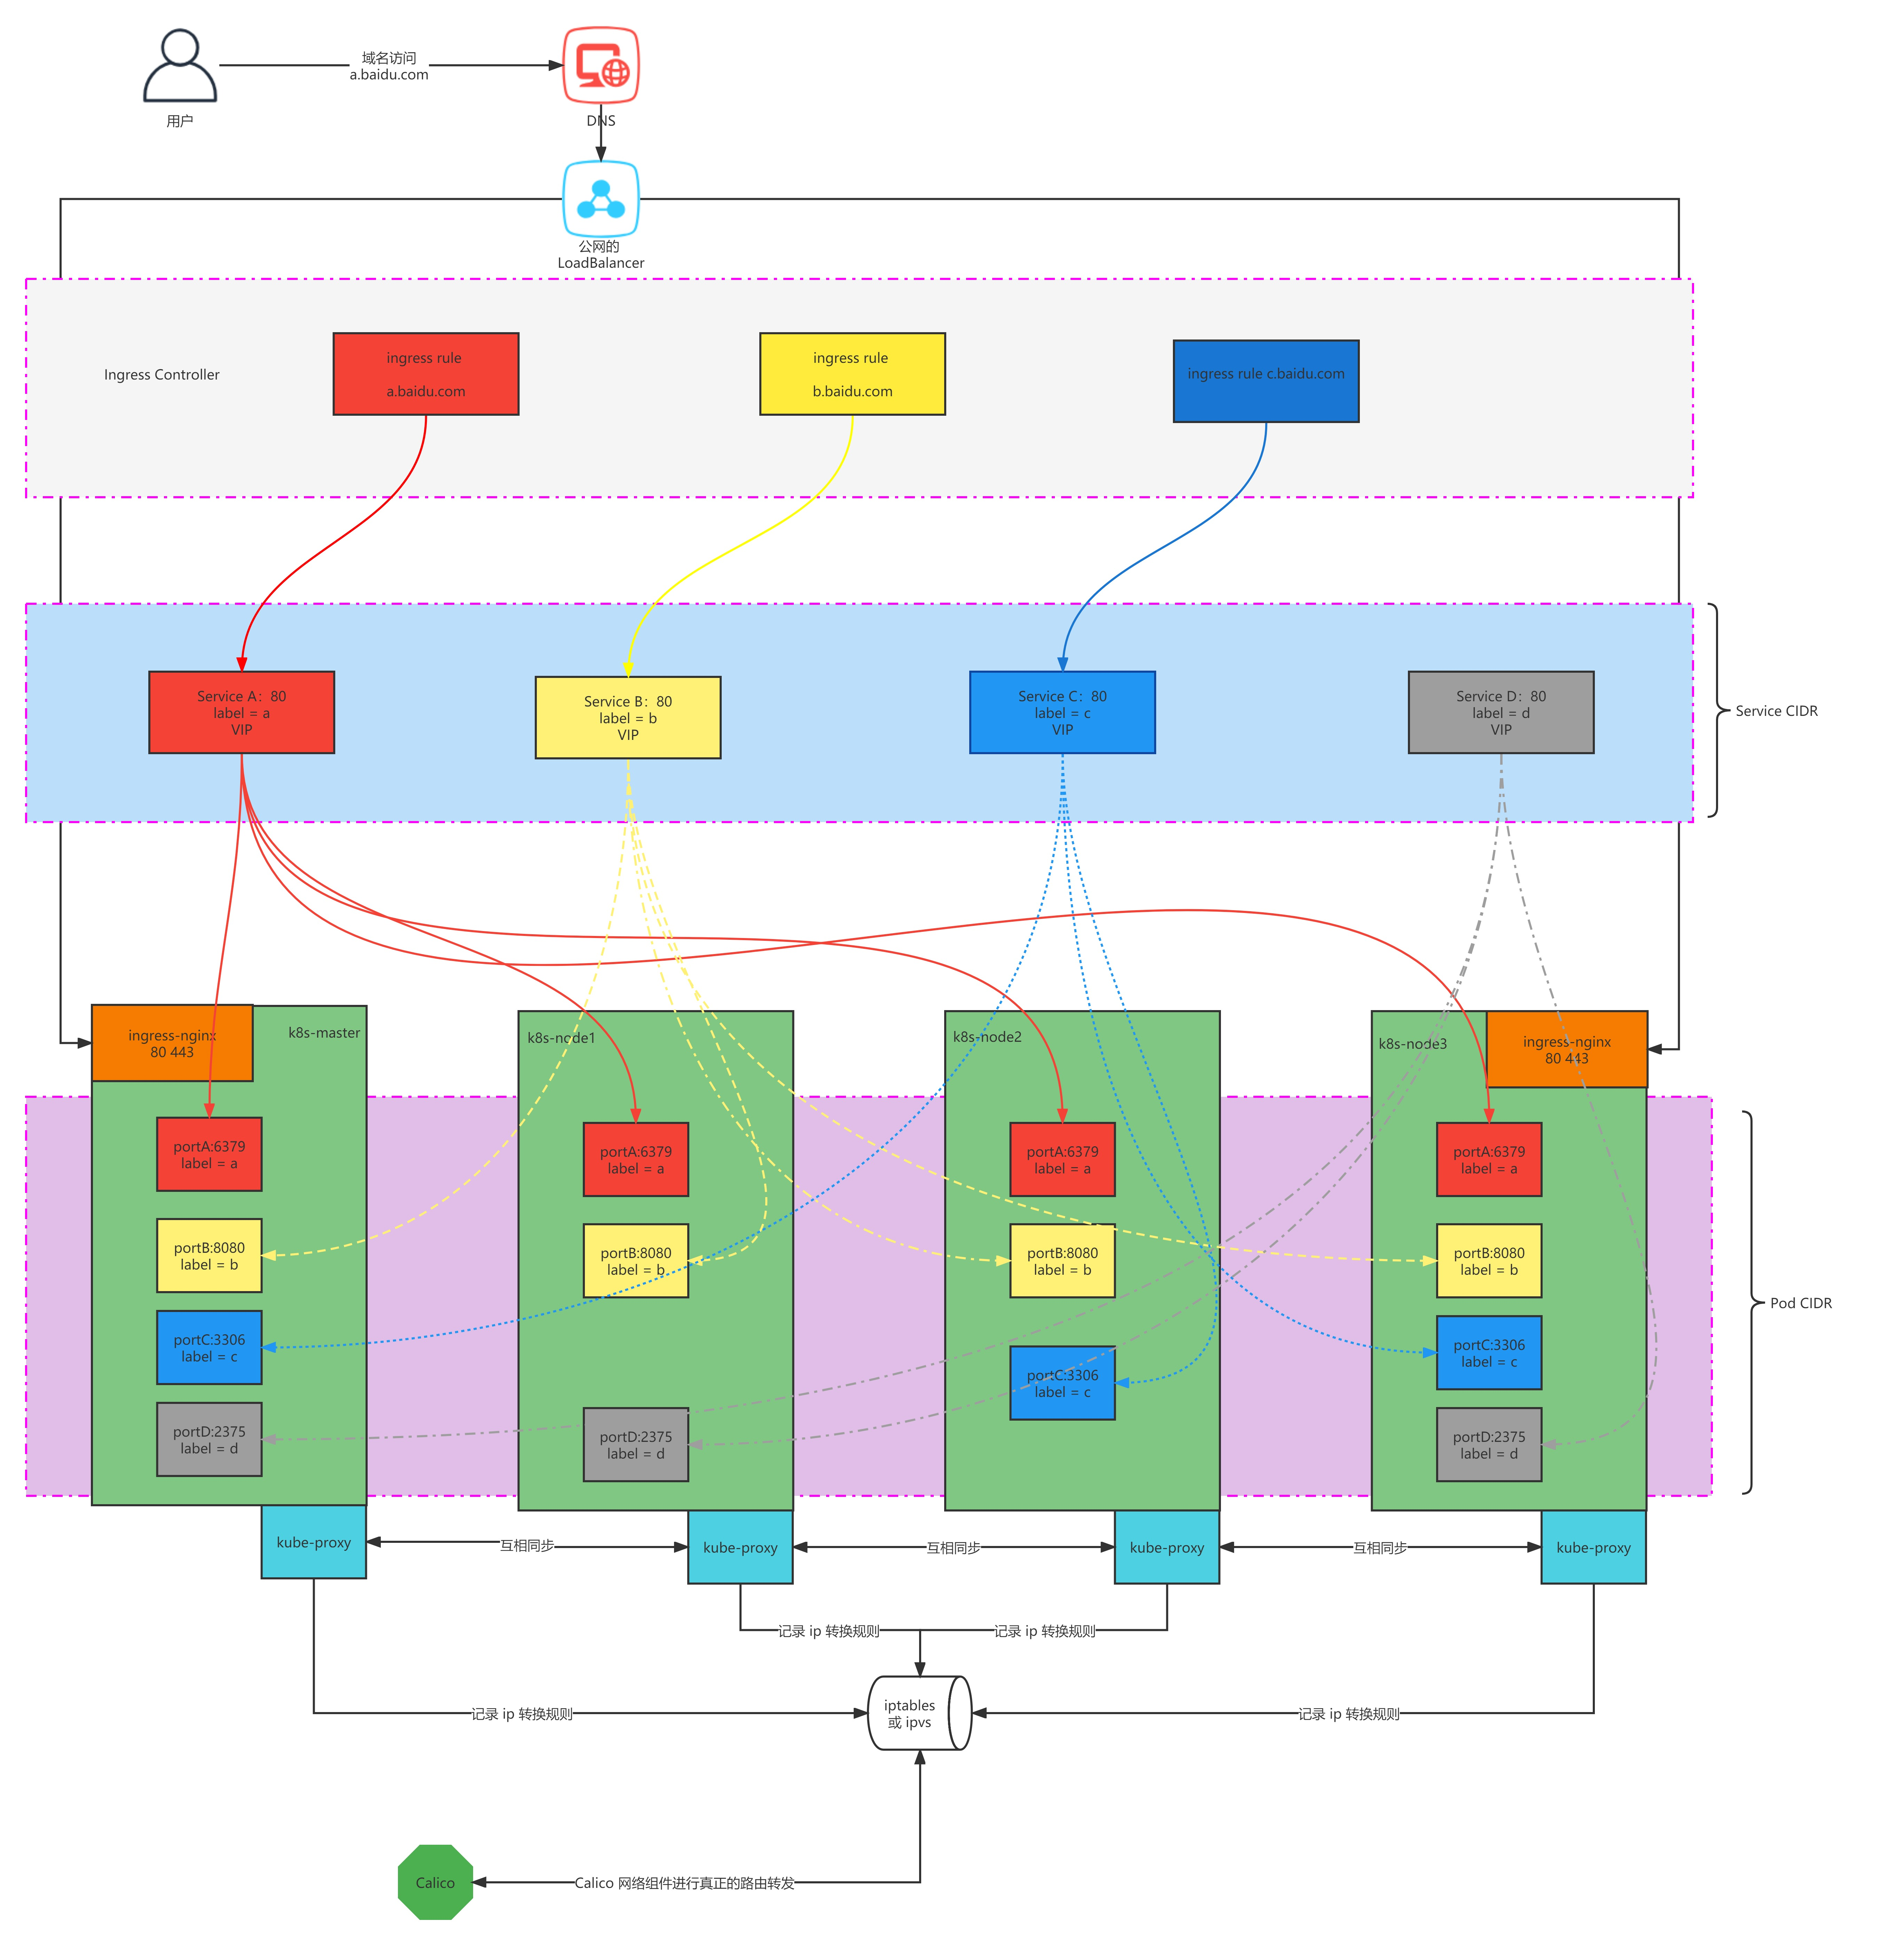 域名访问
a.baidu.com
用户
DNS
公网的
LoadBalancer
Ingress Controller
ingress rule
a.baidu.com
ingress rule
b.baidu.com
ingress rule c.baidu.com
Service A：80
label = a
VIP
Service B：80
label = b
VIP
Service C：80
label = c
VIP
Service D：80
label = d
VIP
Service CIDR
ingress-nginx
80 443
k8s-master
k8s-node1
k8s-node2
k8s-node3
ingress-nginx
80 443
portA:6379
label = a
portA:6379
label = a
portA:6379
label = a
portA:6379
label = a
portB:8080
label = b
portB:8080
label = b
portB:8080
label = b
portB:8080
label = b
Pod CIDR
portC:3306
label = c
portC:3306
label = c
portC:3306
label = c
portD:2375
label = d
portD:2375
label = d
portD:2375
label = d
kube-proxy
互相同步
kube-proxy
互相同步
kube-proxy
互相同步
kube-proxy
记录 ip 转换规则
记录 ip 转换规则
记录 ip 转换规则
iptables
或 ipvs
记录 ip 转换规则
Calico
Calico 网络组件进行真正的路由转发